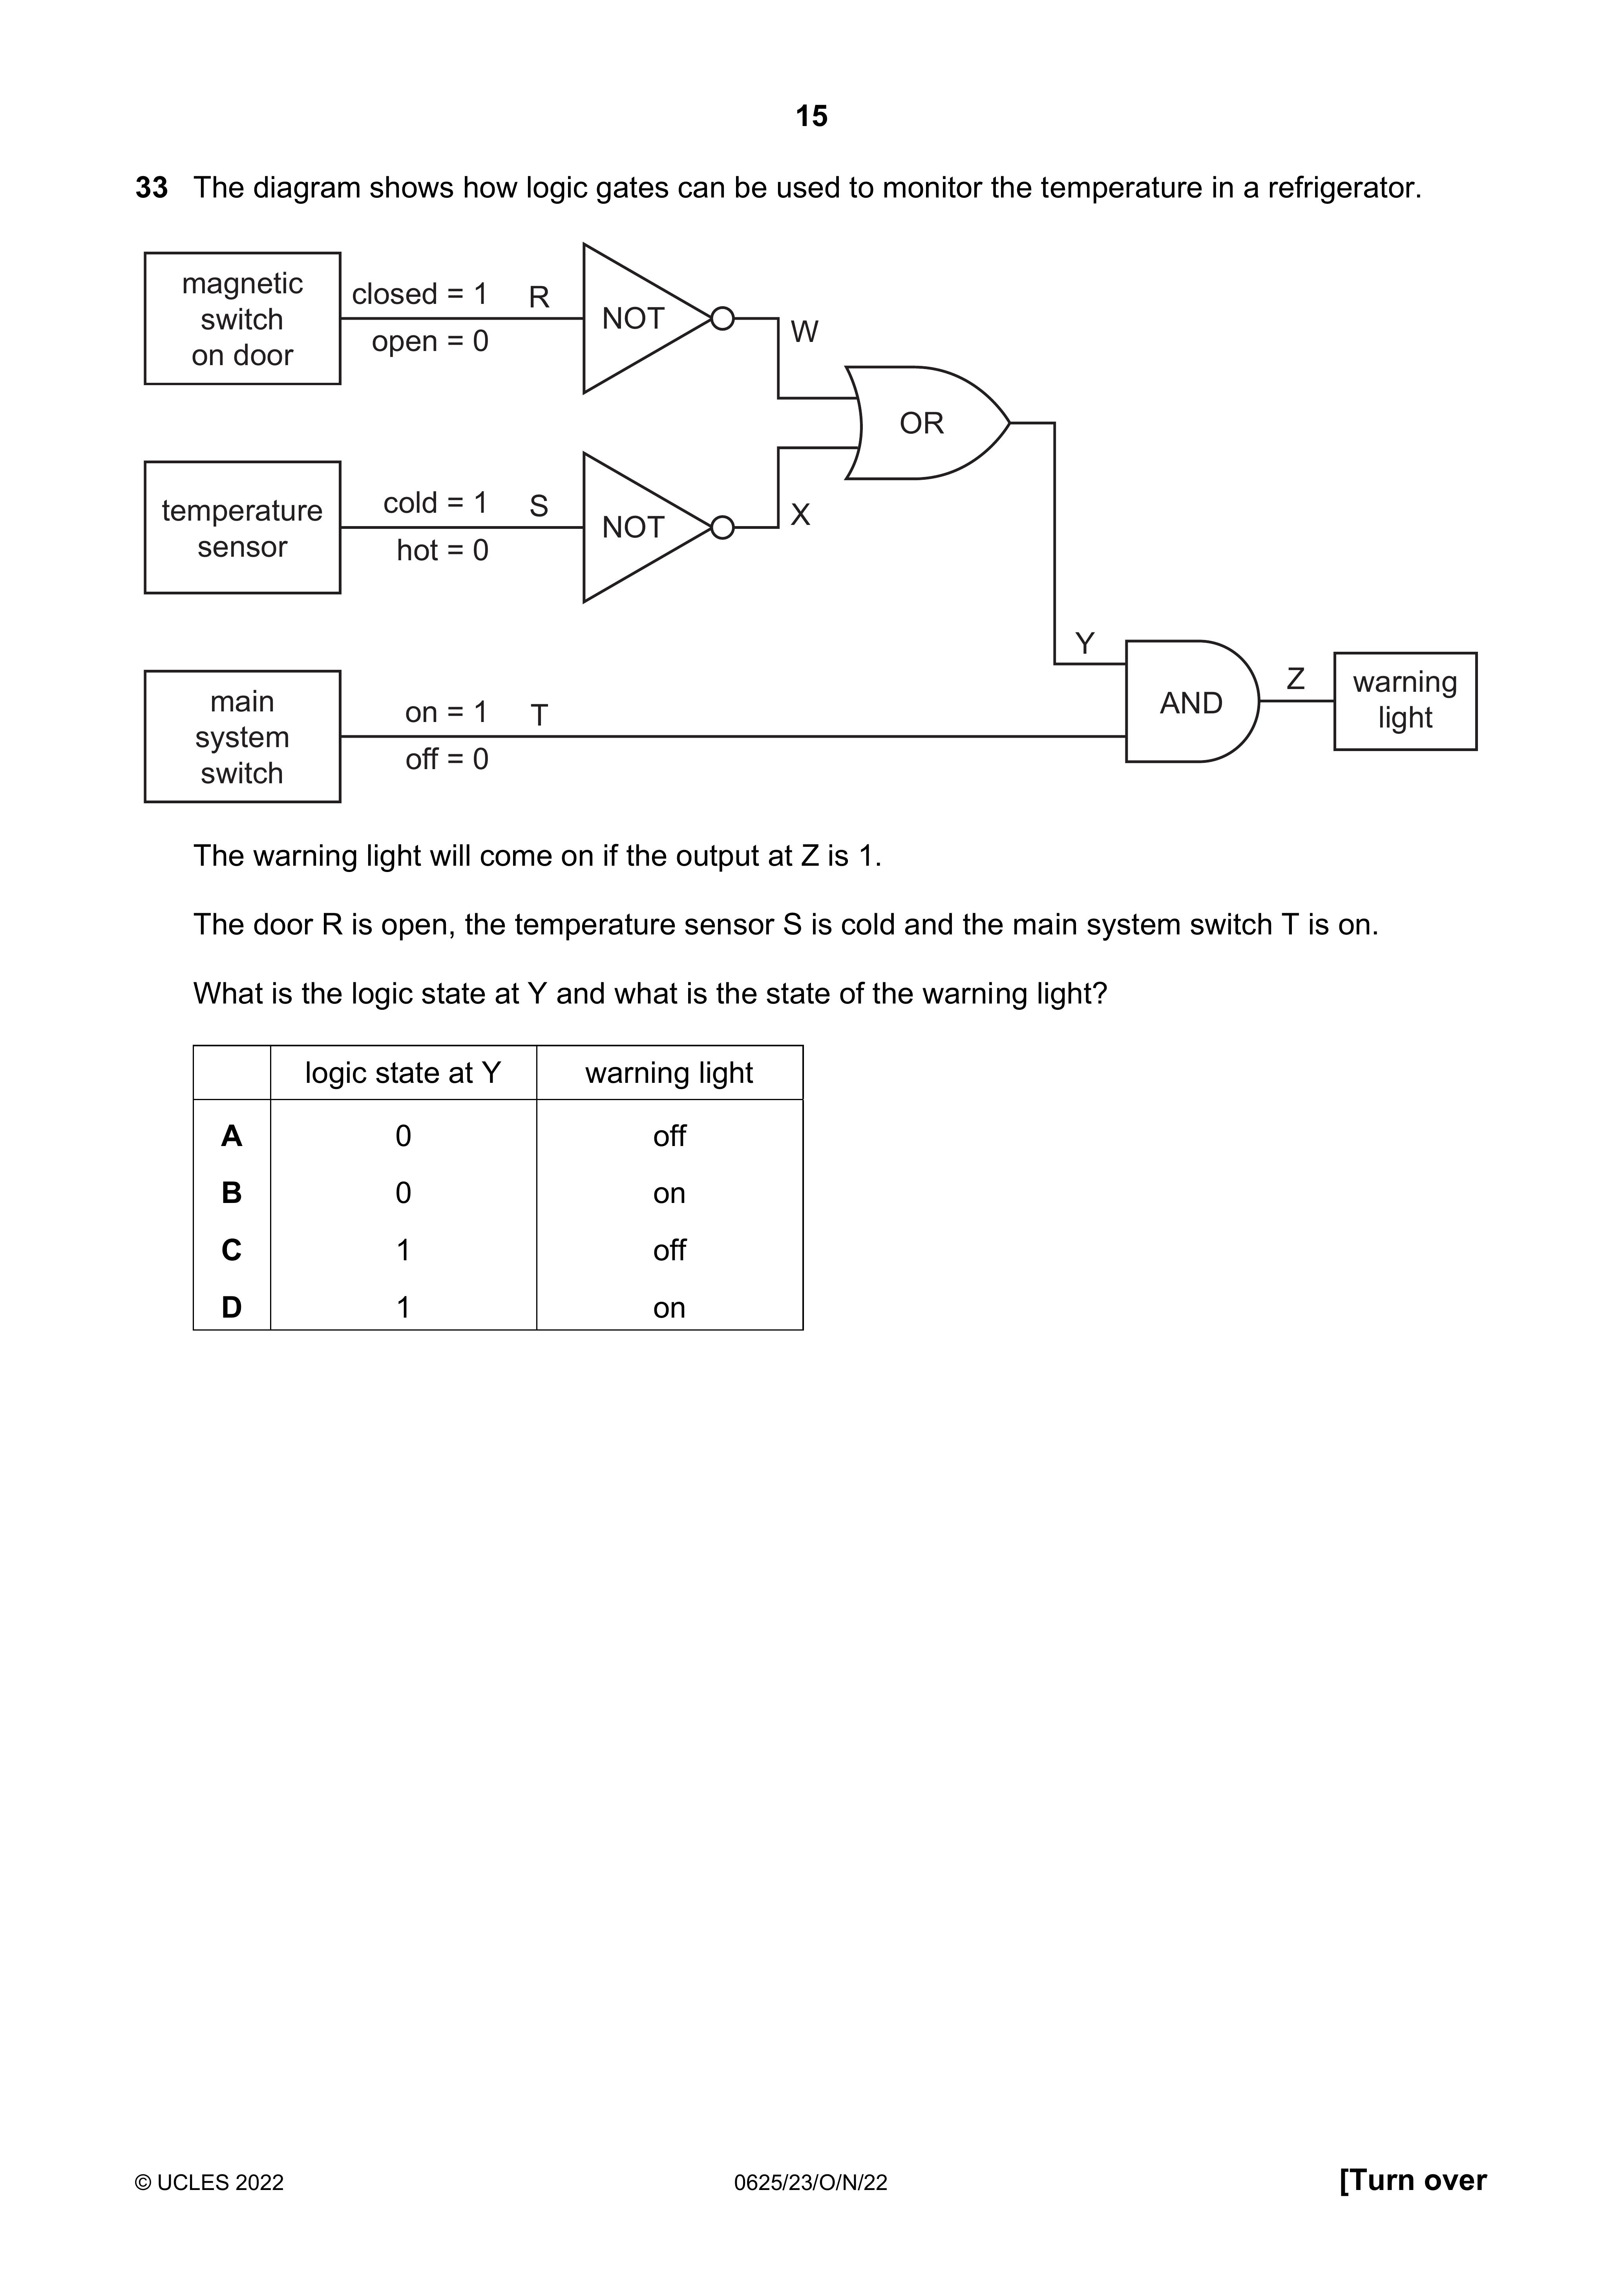 15
33 The diagram shows how logic gates can be used to monitor the temperature in a refrigerator.
magnetic
switch
on door
closed = 1 R
open = 0
NOT
W
OR
temperature
sensor
cold = 1 S
hot = 0
NOT
X
Y
main
system
switch
on = 1 T
off = 0
AND
Z
warning
light
The warning light will come on if the output at Z is 1.
The door R is open, the temperature sensor S is cold and the main system switch T is on.
What is the logic state at Y and what is the state of the warning light?
logic state at Y warning light
A 0 off
B 0 on
C 1 off
D 1 on
© UCLES 2022 0625/23/O/N/22 [Turn over